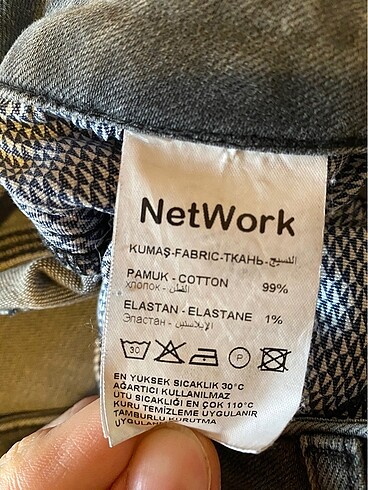 NetWork
KUMAŞ-FABRIC-ТКАНЬ-النسيج
PAMUK - COTTON 99%
хлопок - القطن
ELASTAN - ELASTANE 1%
Эластан - الإيلاستين
30 P
EN YUKSEK SICAKLIK 30°C
AĞARTICI KULLANILMAZ
ÜTÜ SICAKLIĞI EN ÇOK 110°C
KURU TEMİZLEME UYGULANIR
TAMBURLU KURUTMA